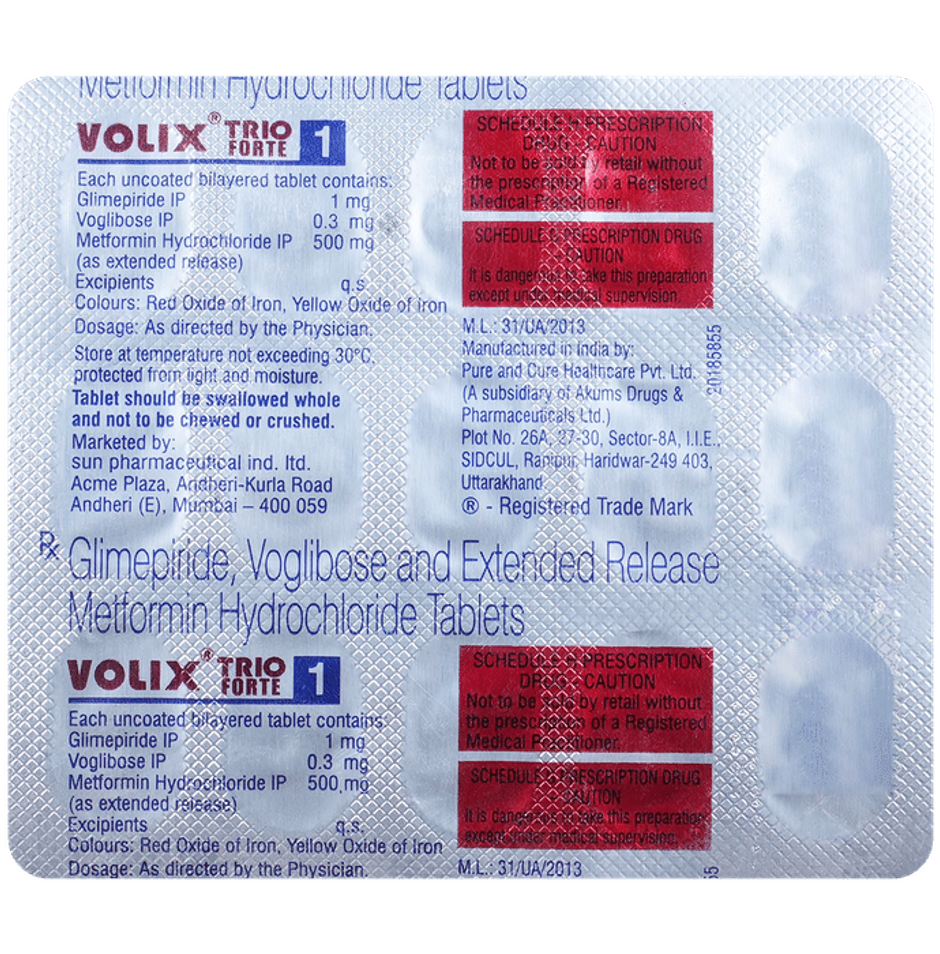 Metformin Hydrochloride Tablets
VOLIX® TRIO FORTE 1
Each uncoated bilayered tablet contains:
Glimepiride IP 1 mg
Voglibose IP 0.3 mg
Metformin Hydrochloride IP 500 mg
(as extended release)
Excipients q.s.
Colours: Red Oxide of Iron, Yellow Oxide of Iron
Dosage: As directed by the Physician.
Store at temperature not exceeding 30°C,
protected from light and moisture.
Tablet should be swallowed whole
and not to be chewed or crushed.
Marketed by:
sun pharmaceutical ind. ltd.
Acme Plaza, Andheri-Kurla Road
Andheri (E), Mumbai – 400 059
SCHEDULE H PRESCRIPTION
DRUG - CAUTION
Not to be sold by retail without
the prescription of a Registered
Medical Practitioner.
SCHEDULE G PRESCRIPTION DRUG
- CAUTION
It is dangerous to take this preparation
except under medical supervision.
M.L.: 31/UA/2013
Manufactured in India by:
Pure and Cure Healthcare Pvt. Ltd.
(A subsidiary of Akums Drugs &
Pharmaceuticals Ltd.)
Plot No. 26A, 27-30, Sector-8A, I.I.E.,
SIDCUL, Ranipur, Haridwar-249 403,
Uttarakhand
® - Registered Trade Mark
20185855
Rx Glimepiride, Voglibose and Extended Release
Metformin Hydrochloride Tablets
VOLIX® TRIO FORTE 1
Each uncoated bilayered tablet contains:
Glimepiride IP 1 mg
Voglibose IP 0.3 mg
Metformin Hydrochloride IP 500 mg
(as extended release)
Excipients q.s.
Colours: Red Oxide of Iron, Yellow Oxide of Iron
Dosage: As directed by the Physician.
SCHEDULE H PRESCRIPTION
DRUG - CAUTION
Not to be sold by retail without
the prescription of a Registered
Medical Practitioner.
SCHEDULE G PRESCRIPTION DRUG
- CAUTION
It is dangerous to take this preparation
except under medical supervision.
M.L.: 31/UA/2013
55